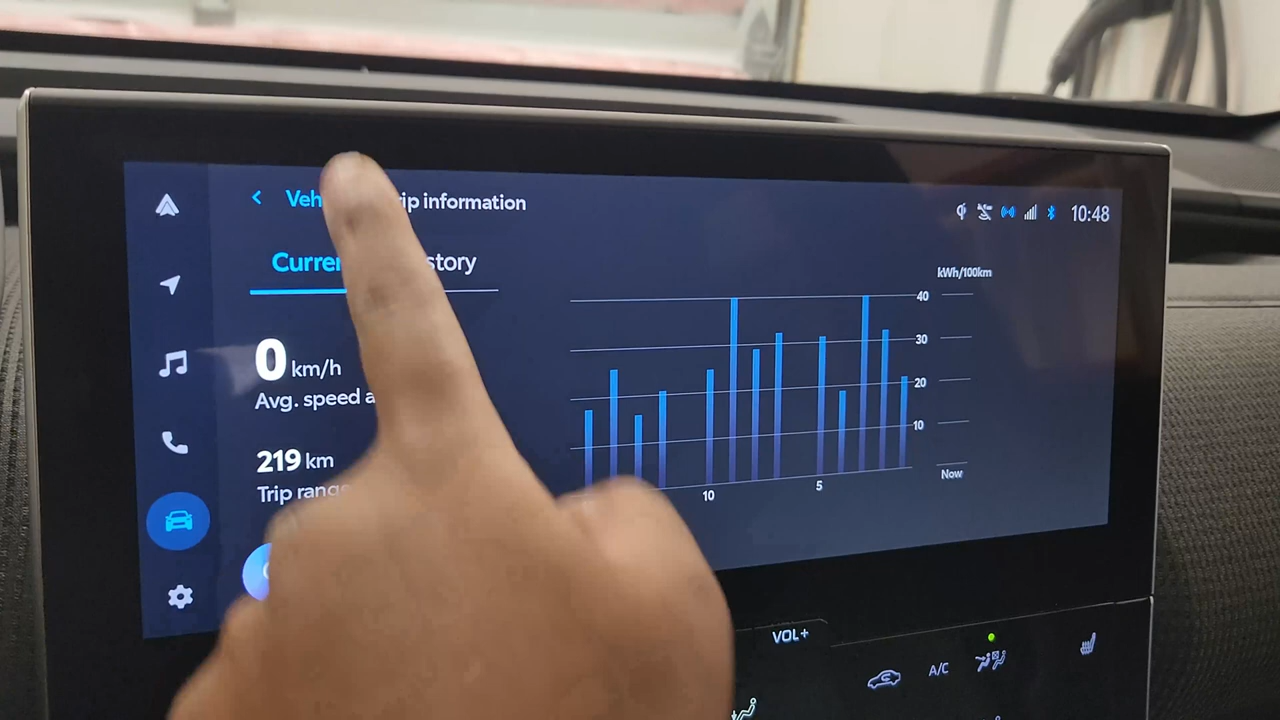 Veh ip information
10:48
Curre story
kWh/100km
40
30
0 km/h
20
Avg. speed a
10
219 km
Now
Trip rang
10 5
VOL+
A/C